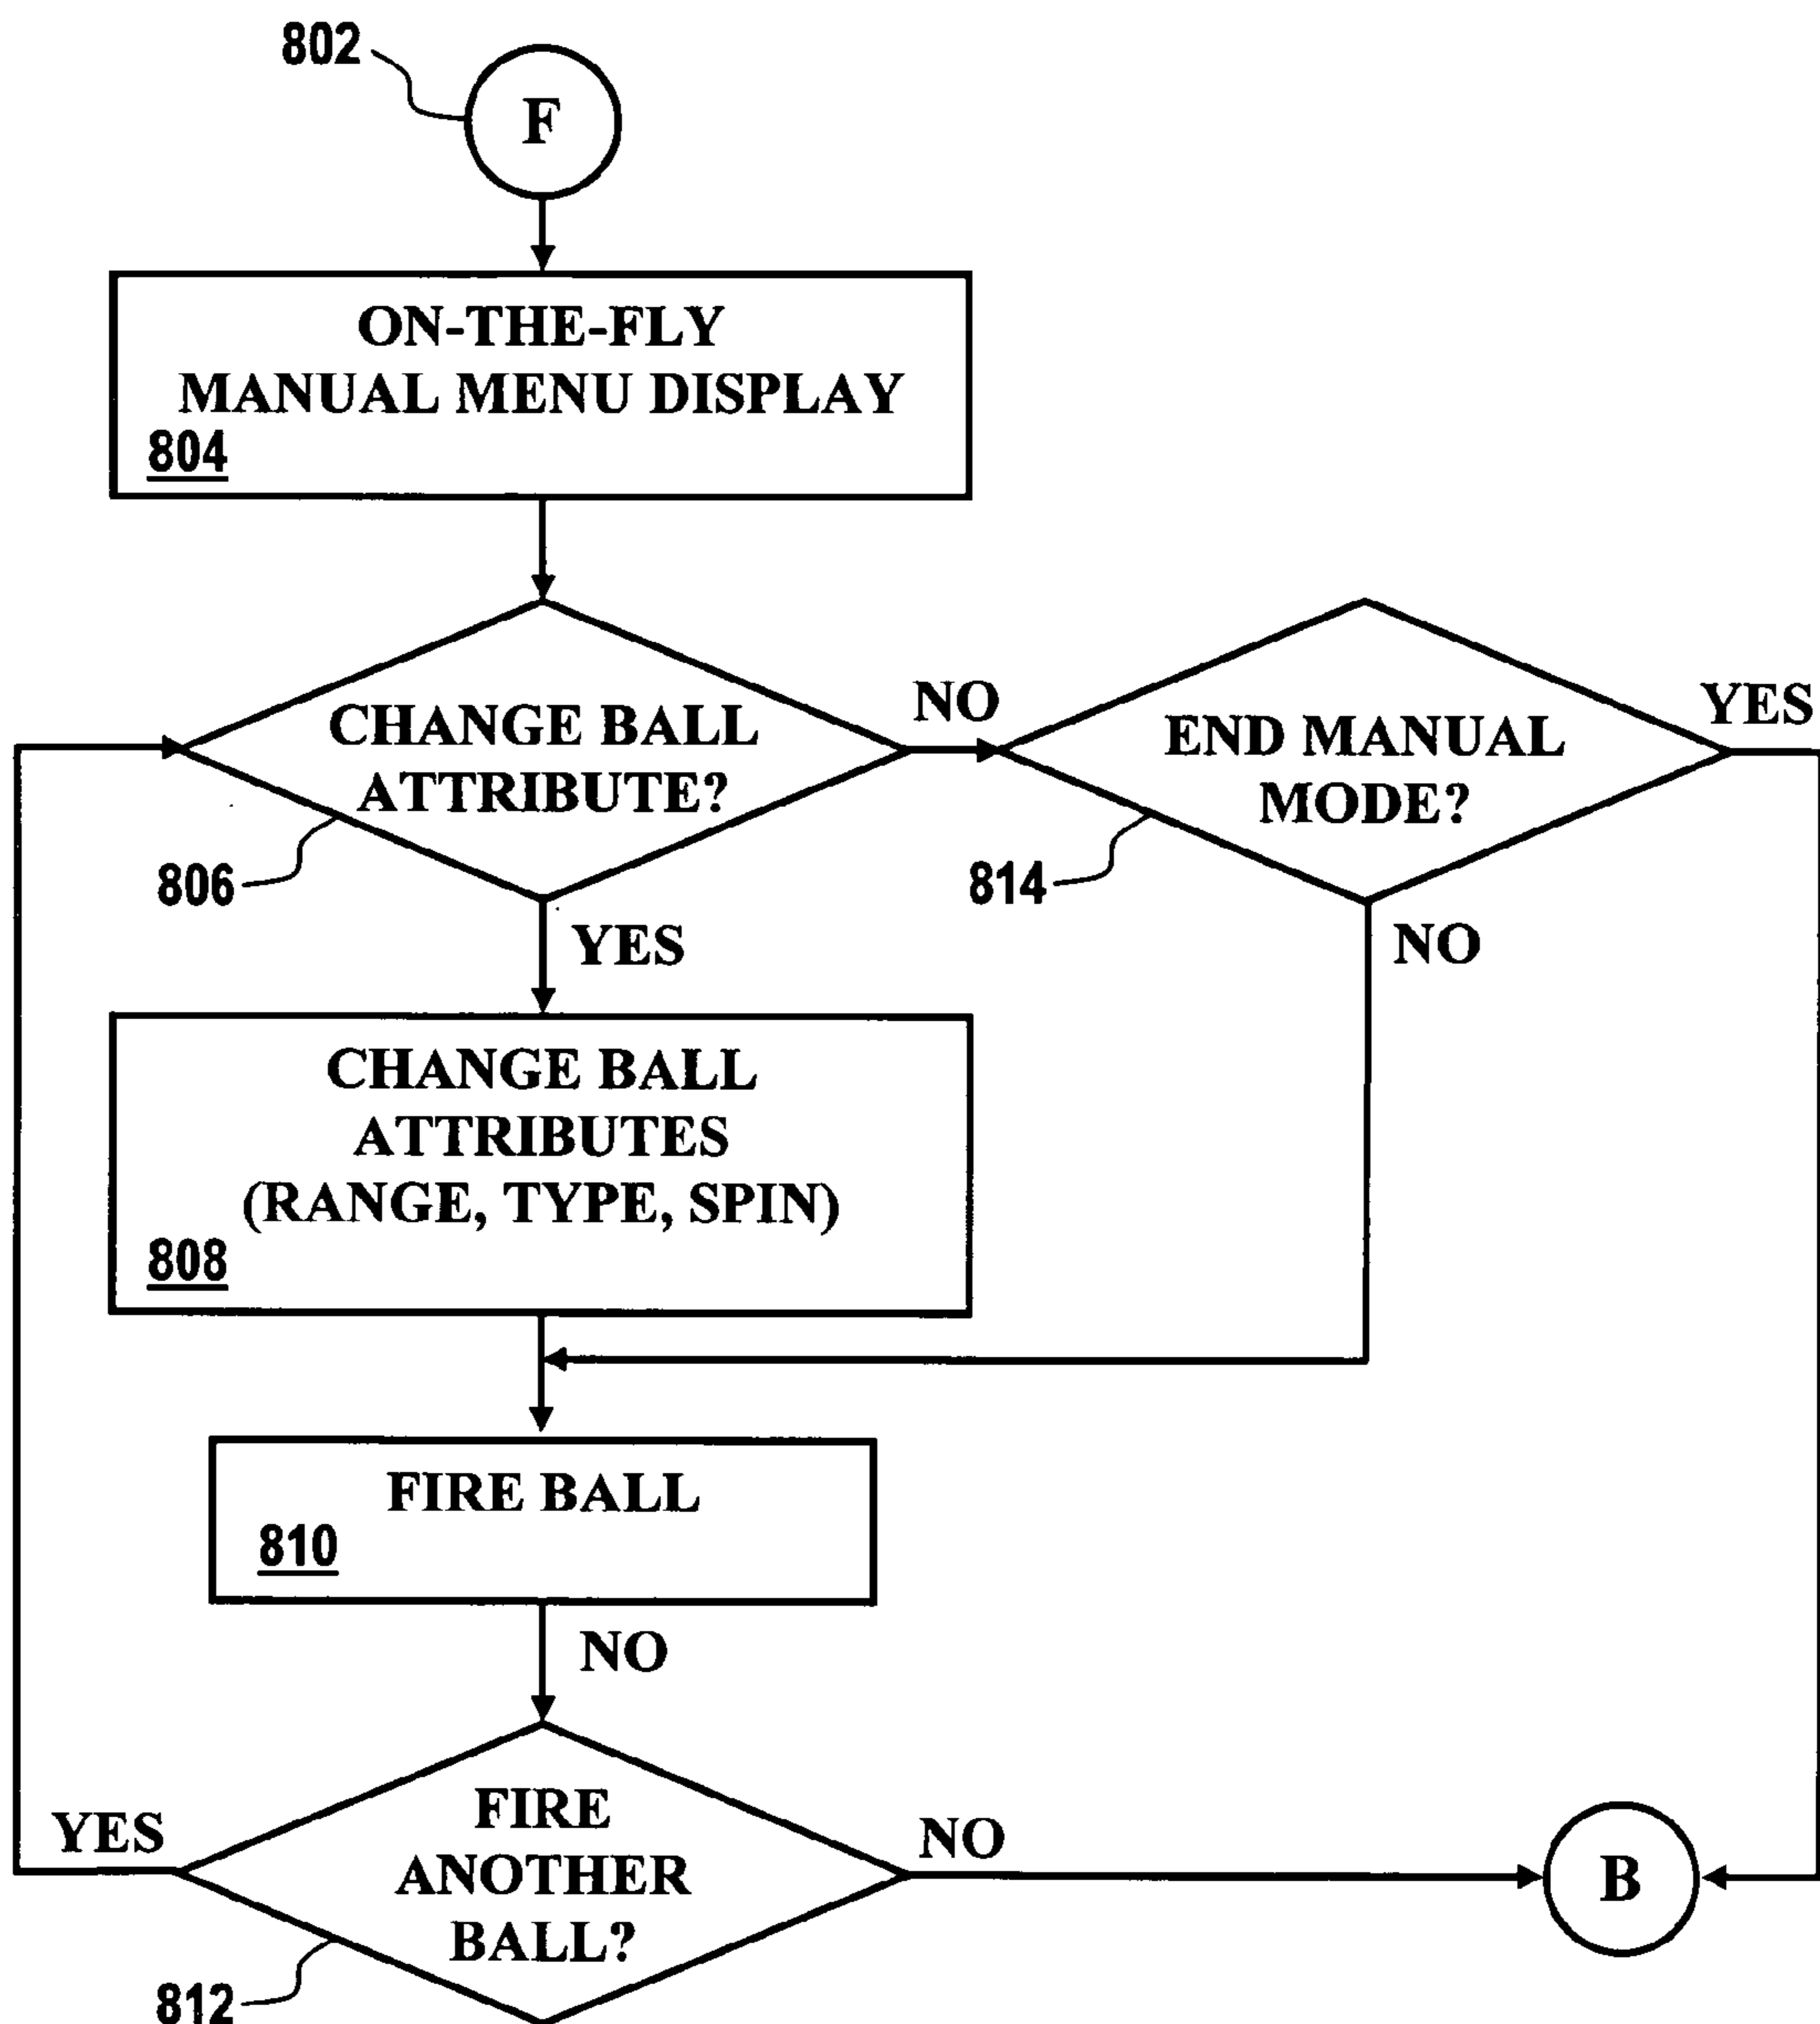 802
F
ON-THE-FLY
MANUAL MENU DISPLAY
804
CHANGE BALL
ATTRIBUTE?
806
NO
END MANUAL
MODE?
814
YES
NO
YES
CHANGE BALL
ATTRIBUTES
(RANGE, TYPE, SPIN)
808
FIRE BALL
810
NO
FIRE
ANOTHER
BALL?
812
YES
NO
B